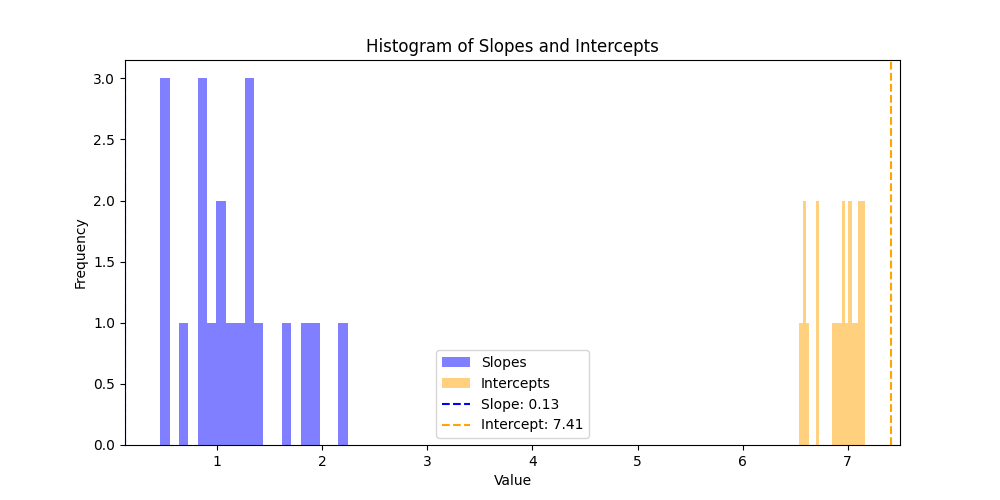 Histogram of Slopes and Intercepts
3.0
2.5
2.0
1.5
1.0
0.5
0.0
Frequency
1 2 3 4 5 6 7
Value
Slopes
Intercepts
Slope: 0.13
Intercept: 7.41